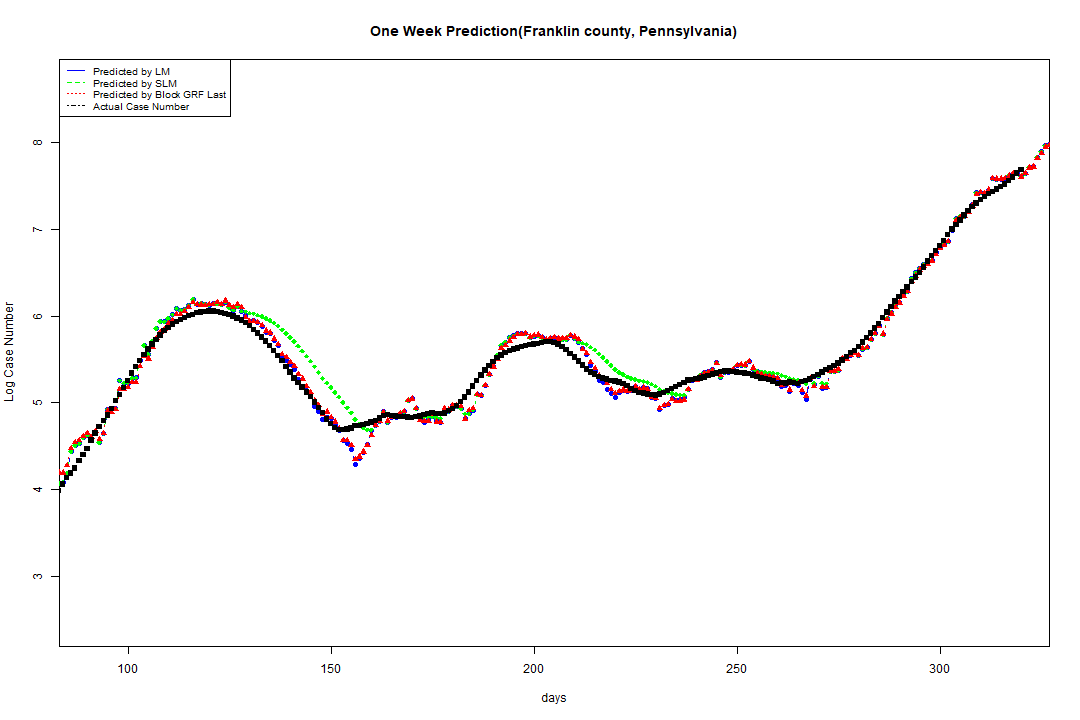 One Week Prediction(Franklin county, Pennsylvania)
Predicted by LM
Predicted by SLM
Predicted by Block GRF Last
Actual Case Number
8
7
6
5
4
3
Log Case Number
100 150 200 250 300
days